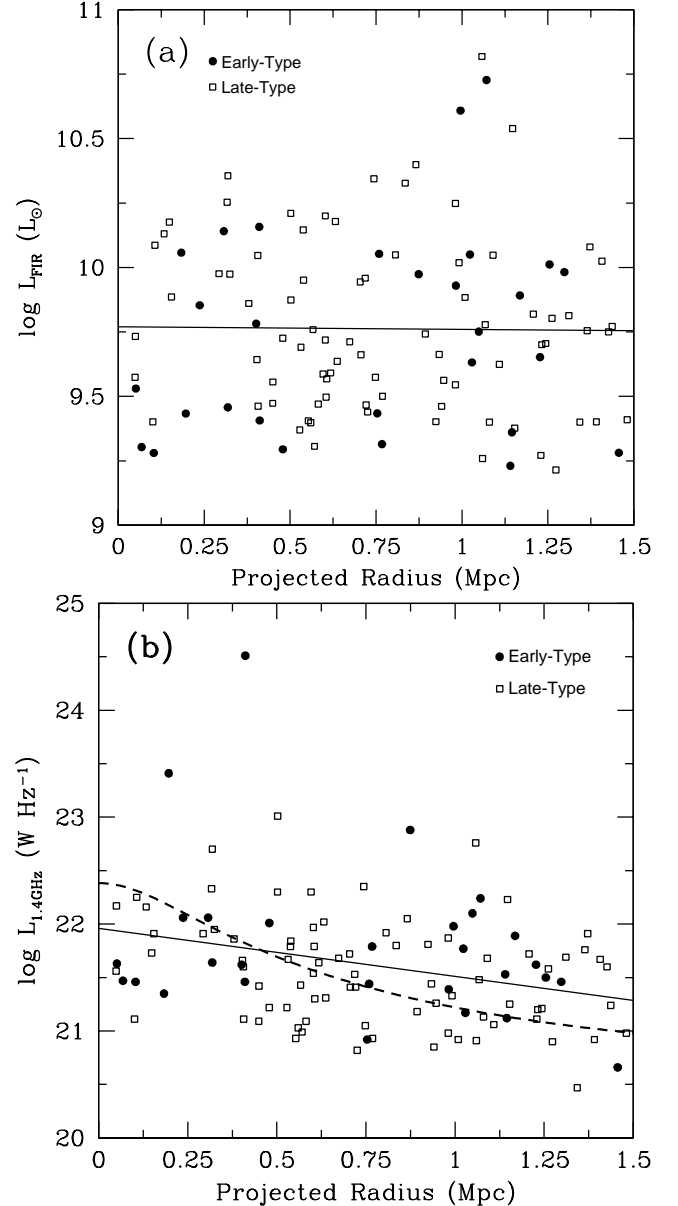 11
(a)
Early-Type
Late-Type
10.5
log L_FIR (L_⊙)
10
9.5
9
0 0.25 0.5 0.75 1 1.25 1.5
Projected Radius (Mpc)
25
(b)
Early-Type
Late-Type
24
log L_1.4GHz (W Hz⁻¹)
23
22
21
20
0 0.25 0.5 0.75 1 1.25 1.5
Projected Radius (Mpc)